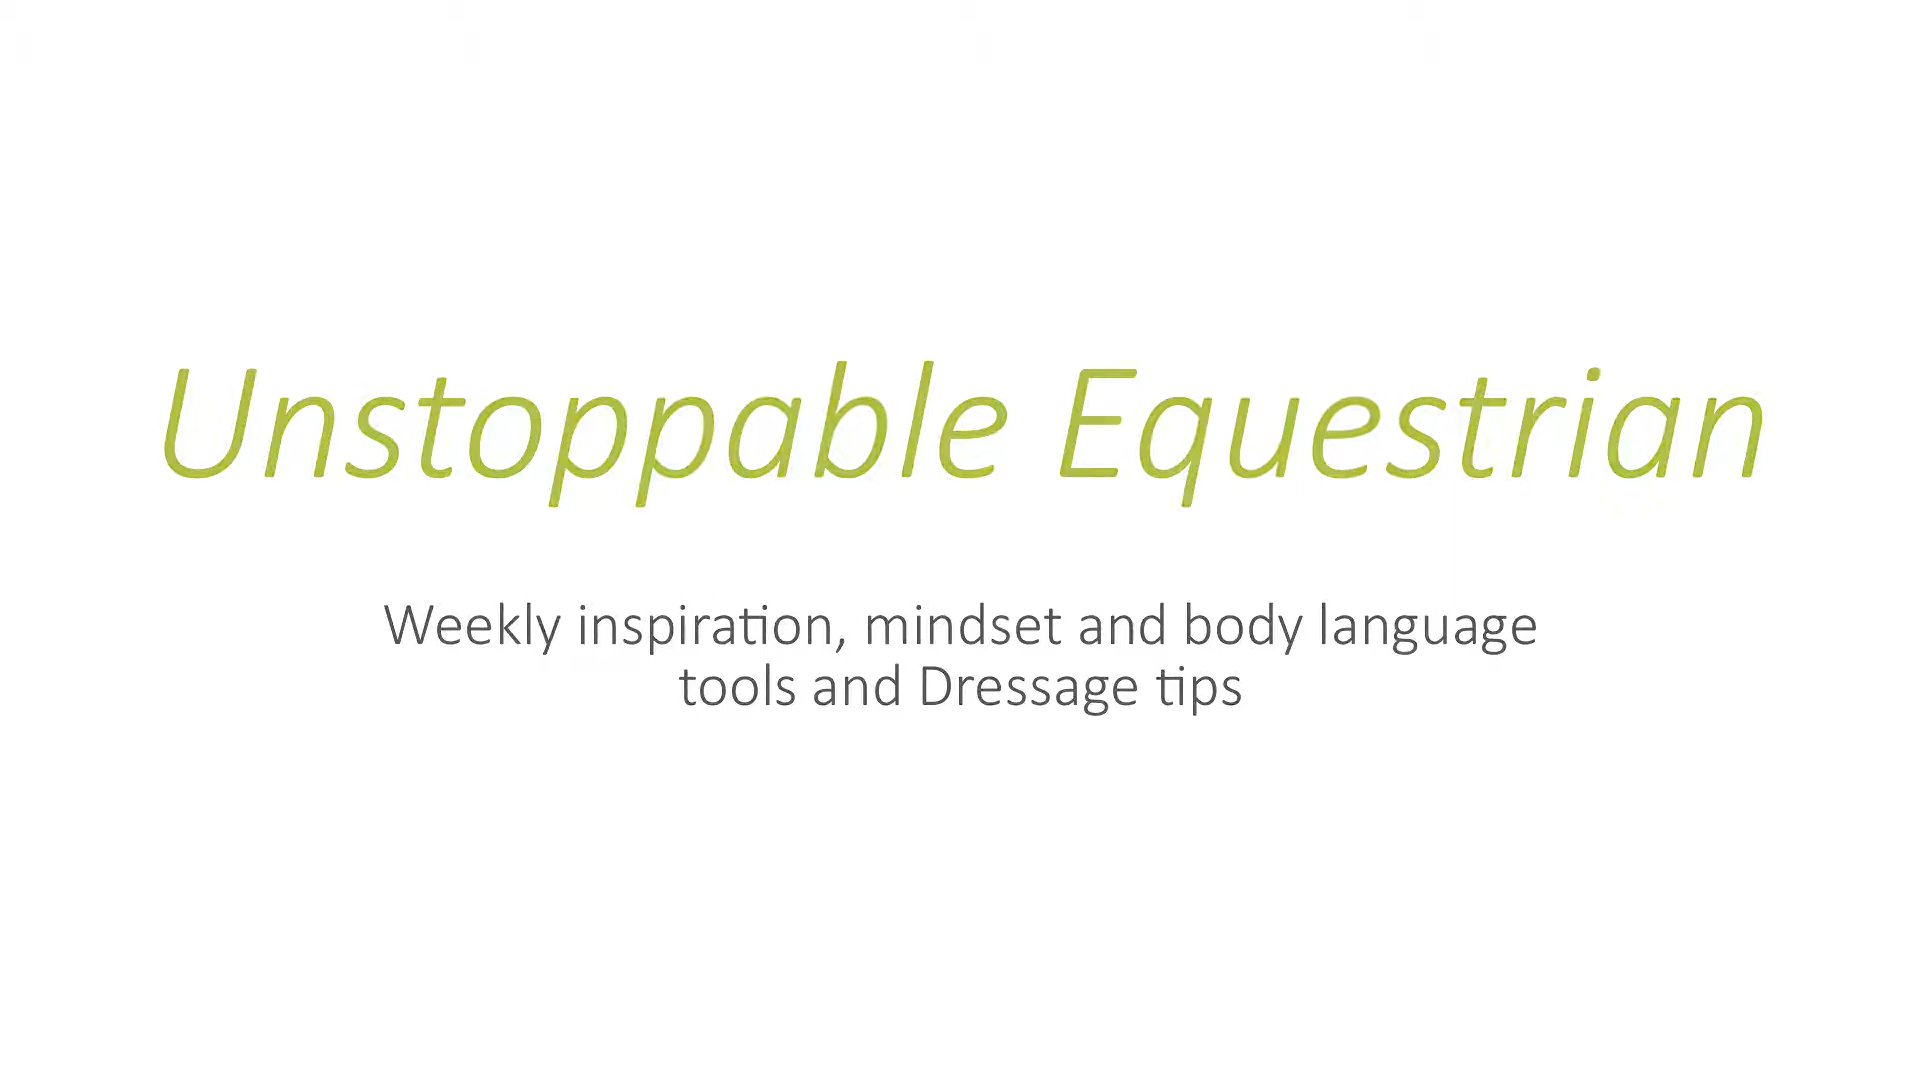 Unstoppable Equestrian
Weekly inspiration, mindset and body language
tools and Dressage tips